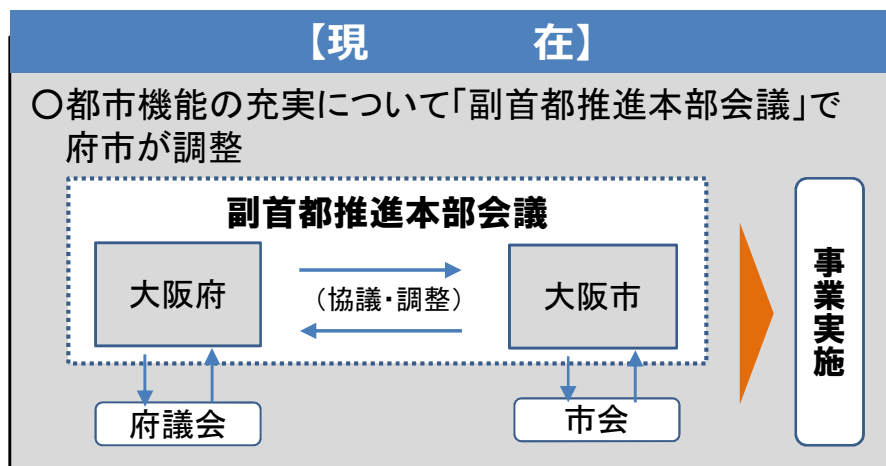 【現 在】
○都市機能の充実について「副首都推進本部会議」で
府市が調整
副首都推進本部会議
大阪府
(協議・調整)
大阪市
府議会
市会
事業実施